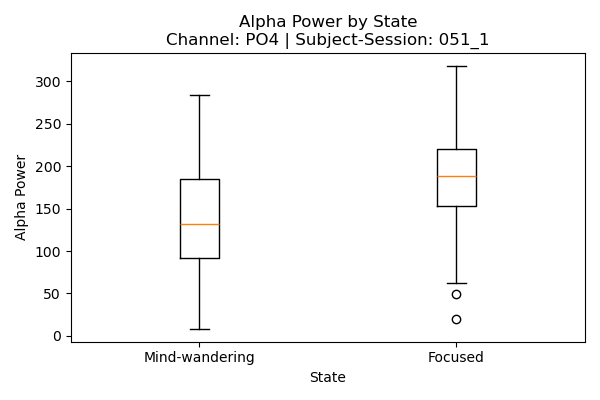 Alpha Power by State
Channel: PO4 | Subject-Session: 051_1
300
250
200
150
100
50
0
Alpha Power
Mind-wandering
Focused
State